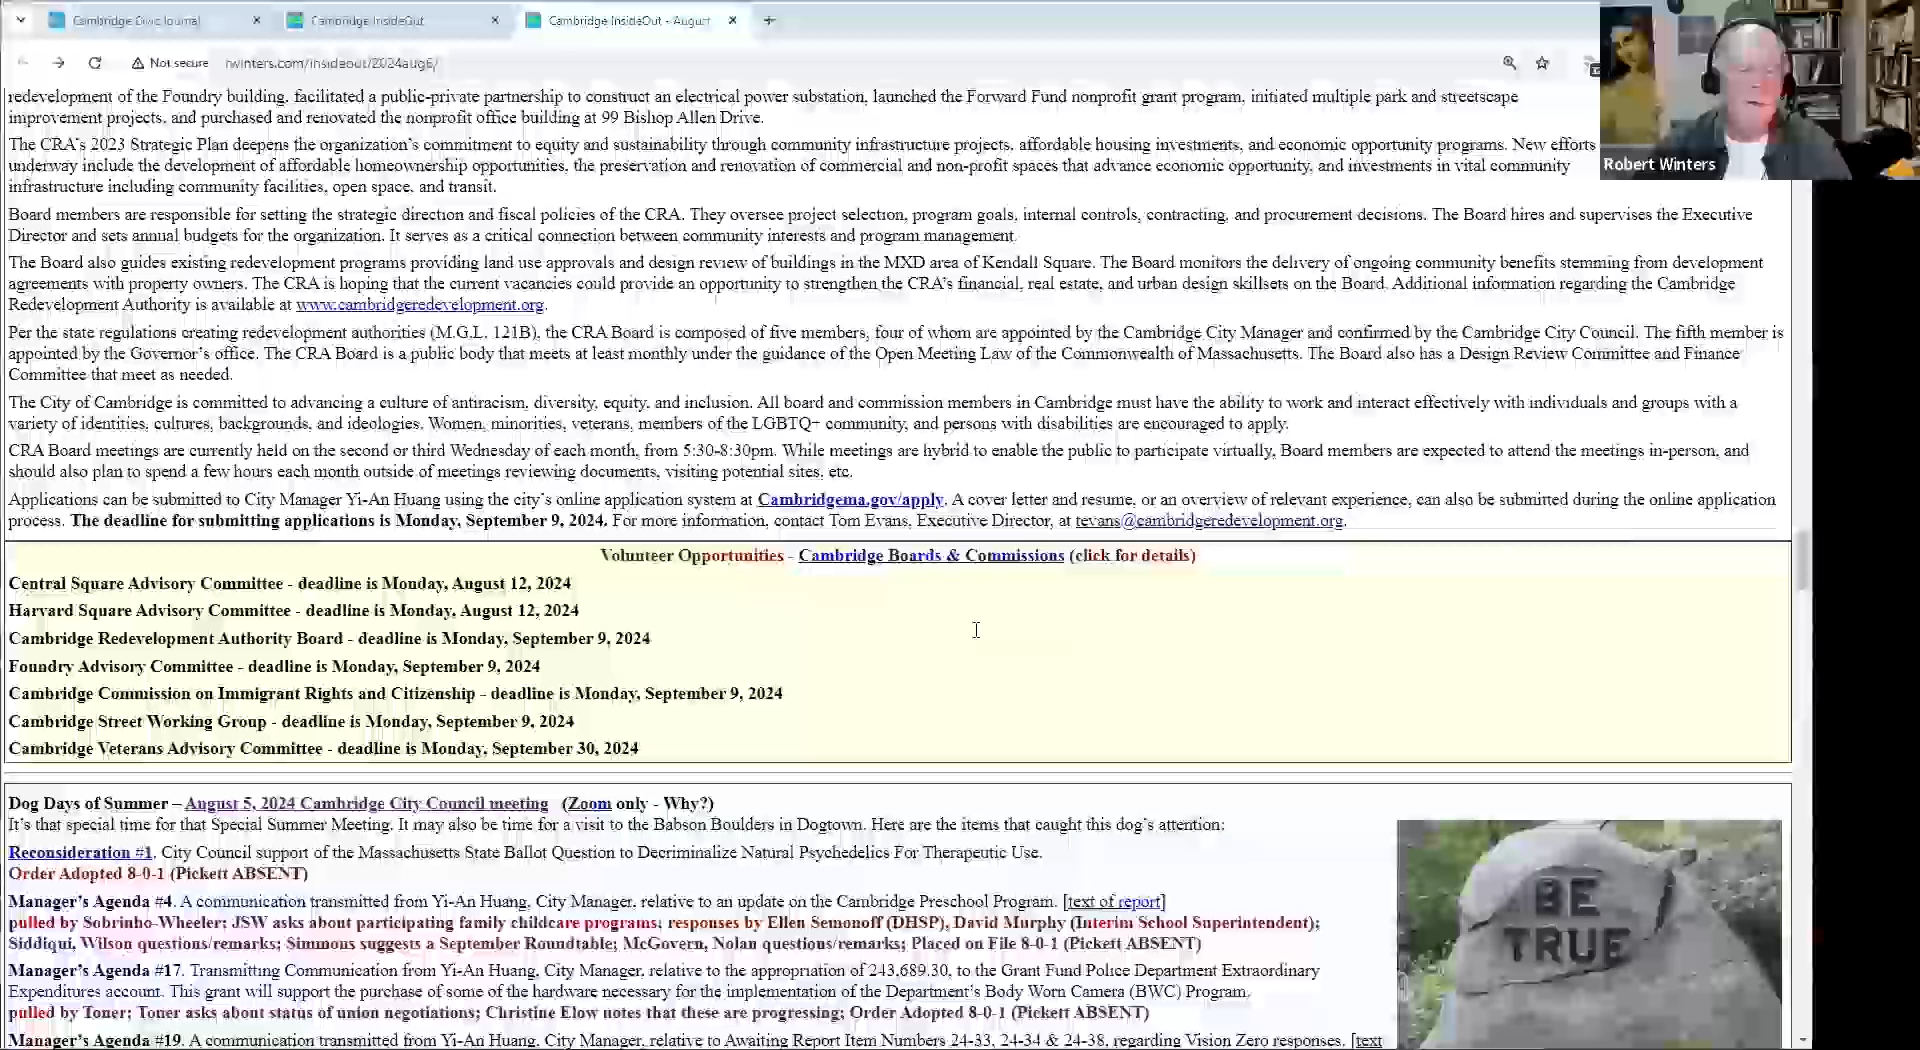 Cambridge Civic Journal
Cambridge InsideOut
Cambridge InsideOut - August
Not secure
rwinters.com/insideout/2024aug6/
Robert Winters
redevelopment of the Foundry building, facilitated a public-private partnership to construct an electrical power substation, launched the Forward Fund nonprofit grant program, initiated multiple park and streetscape
improvement projects, and purchased and renovated the nonprofit office building at 99 Bishop Allen Drive.
The CRA's 2023 Strategic Plan deepens the organization's commitment to equity and sustainability through community infrastructure projects, affordable housing investments, and economic opportunity programs. New efforts
underway include the development of affordable homeownership opportunities, the preservation and renovation of commercial and non-profit spaces that advance economic opportunity, and investments in vital community
infrastructure including community facilities, open space, and transit.
Board members are responsible for setting the strategic direction and fiscal policies of the CRA. They oversee project selection, program goals, internal controls, contracting, and procurement decisions. The Board hires and supervises the Executive
Director and sets annual budgets for the organization. It serves as a critical connection between community interests and program management.
The Board also guides existing redevelopment programs providing land use approvals and design review of buildings in the MXD area of Kendall Square. The Board monitors the delivery of ongoing community benefits stemming from development
agreements with property owners. The CRA is hoping that the current vacancies could provide an opportunity to strengthen the CRA's financial, real estate, and urban design skillsets on the Board. Additional information regarding the Cambridge
Redevelopment Authority is available at www.cambridgeredevelopment.org.
Per the state regulations creating redevelopment authorities (M.G.L. 121B), the CRA Board is composed of five members, four of whom are appointed by the Cambridge City Manager and confirmed by the Cambridge City Council. The fifth member is
appointed by the Governor's office. The CRA Board is a public body that meets at least monthly under the guidance of the Open Meeting Law of the Commonwealth of Massachusetts. The Board also has a Design Review Committee and Finance
Committee that meet as needed.
The City of Cambridge is committed to advancing a culture of antiracism, diversity, equity, and inclusion. All board and commission members in Cambridge must have the ability to work and interact effectively with individuals and groups with a
variety of identities, cultures, backgrounds, and ideologies. Women, minorities, veterans, members of the LGBTQ+ community, and persons with disabilities are encouraged to apply.
CRA Board meetings are currently held on the second or third Wednesday of each month, from 5:30-8:30pm. While meetings are hybrid to enable the public to participate virtually, Board members are expected to attend the meetings in-person, and
should also plan to spend a few hours each month outside of meetings reviewing documents, visiting potential sites, etc.
Applications can be submitted to City Manager Yi-An Huang using the city's online application system at Cambridgema.gov/apply. A cover letter and resume, or an overview of relevant experience, can also be submitted during the online application
process. The deadline for submitting applications is Monday, September 9, 2024. For more information, contact Tom Evans, Executive Director, at tevans@cambridgeredevelopment.org.
Volunteer Opportunities - Cambridge Boards & Commissions (click for details)
Central Square Advisory Committee - deadline is Monday, August 12, 2024
Harvard Square Advisory Committee - deadline is Monday, August 12, 2024
Cambridge Redevelopment Authority Board - deadline is Monday, September 9, 2024
Foundry Advisory Committee - deadline is Monday, September 9, 2024
Cambridge Commission on Immigrant Rights and Citizenship - deadline is Monday, September 9, 2024
Cambridge Street Working Group - deadline is Monday, September 9, 2024
Cambridge Veterans Advisory Committee - deadline is Monday, September 30, 2024
Dog Days of Summer – August 5, 2024 Cambridge City Council meeting (Zoom only - Why?)
It's that special time for that Special Summer Meeting. It may also be time for a visit to the Babson Boulders in Dogtown. Here are the items that caught this dog's attention:
Reconsideration #1. City Council support of the Massachusetts State Ballot Question to Decriminalize Natural Psychedelics For Therapeutic Use.
Order Adopted 8-0-1 (Pickett ABSENT)
Manager's Agenda #4. A communication transmitted from Yi-An Huang, City Manager, relative to an update on the Cambridge Preschool Program. [text of report]
pulled by Sobrinho-Wheeler; JSW asks about participating family childcare programs; responses by Ellen Semonoff (DHSP), David Murphy (Interim School Superintendent);
Siddiqui, Wilson questions/remarks; Simmons suggests a September Roundtable; McGovern, Nolan questions/remarks; Placed on File 8-0-1 (Pickett ABSENT)
Manager's Agenda #17. Transmitting Communication from Yi-An Huang, City Manager, relative to the appropriation of 243,689.30, to the Grant Fund Police Department Extraordinary
Expenditures account. This grant will support the purchase of some of the hardware necessary for the implementation of the Department's Body Worn Camera (BWC) Program.
pulled by Toner; Toner asks about status of union negotiations; Christine Elow notes that these are progressing; Order Adopted 8-0-1 (Pickett ABSENT)
Manager's Agenda #19. A communication transmitted from Yi-An Huang, City Manager, relative to Awaiting Report Item Numbers 24-33, 24-34 & 24-38, regarding Vision Zero responses. [text
BE
TRUE